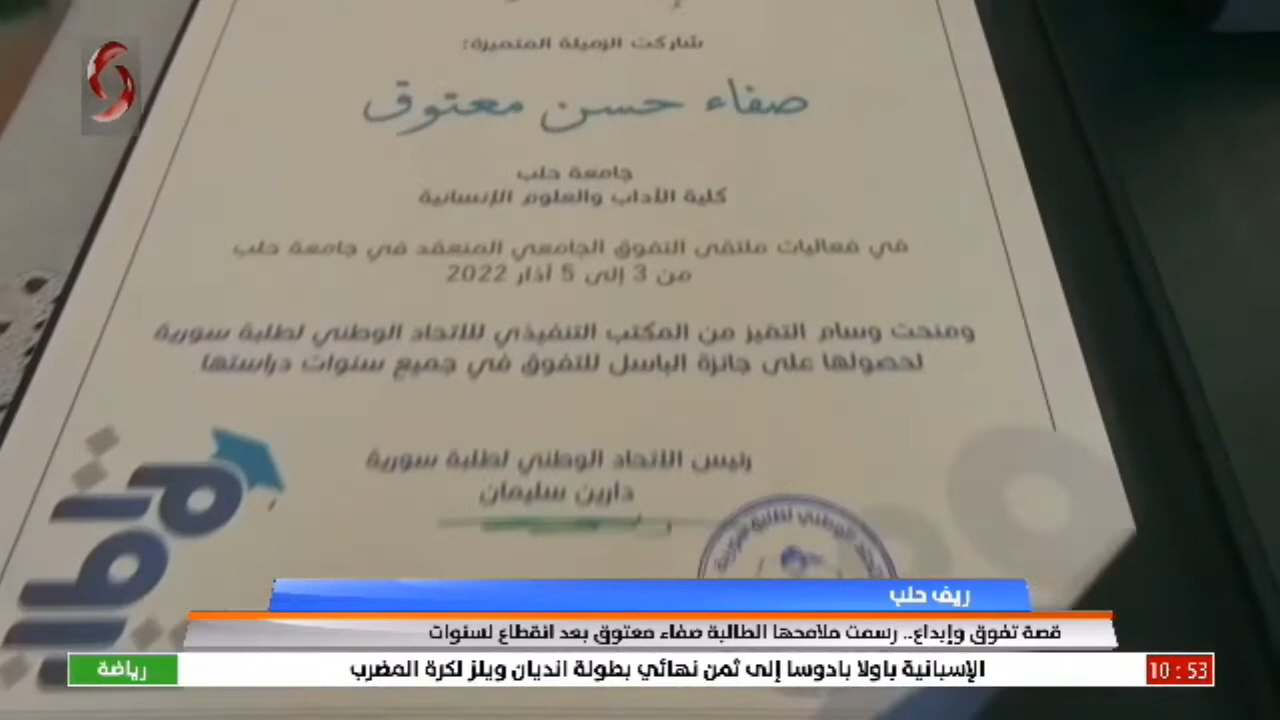 شاركت الزميلة المتميزة:
صفاء حسن معتوق
جامعة حلب
كلية الآداب والعلوم الإنسانية
في فعاليات ملتقى التفوق الجامعي المنعقد في جامعة حلب
من 3 إلى 5 آذار 2022
ومنحت وسام التميز من المكتب التنفيذي للاتحاد الوطني لطلبة سورية
لحصولها على جائزة الباسل للتفوق في جميع سنوات دراستها
رئيس الاتحاد الوطني لطلبة سورية
دارين سليمان
الوطني لطلبة سورية
ريف حلب
قصة تفوق وإبداع.. رسمت ملامحها الطالبة صفاء معتوق بعد انقطاع لسنوات
رياضة
الإسبانية باولا بادوسا إلى ثمن نهائي بطولة انديان ويلز لكرة المضرب
10:53